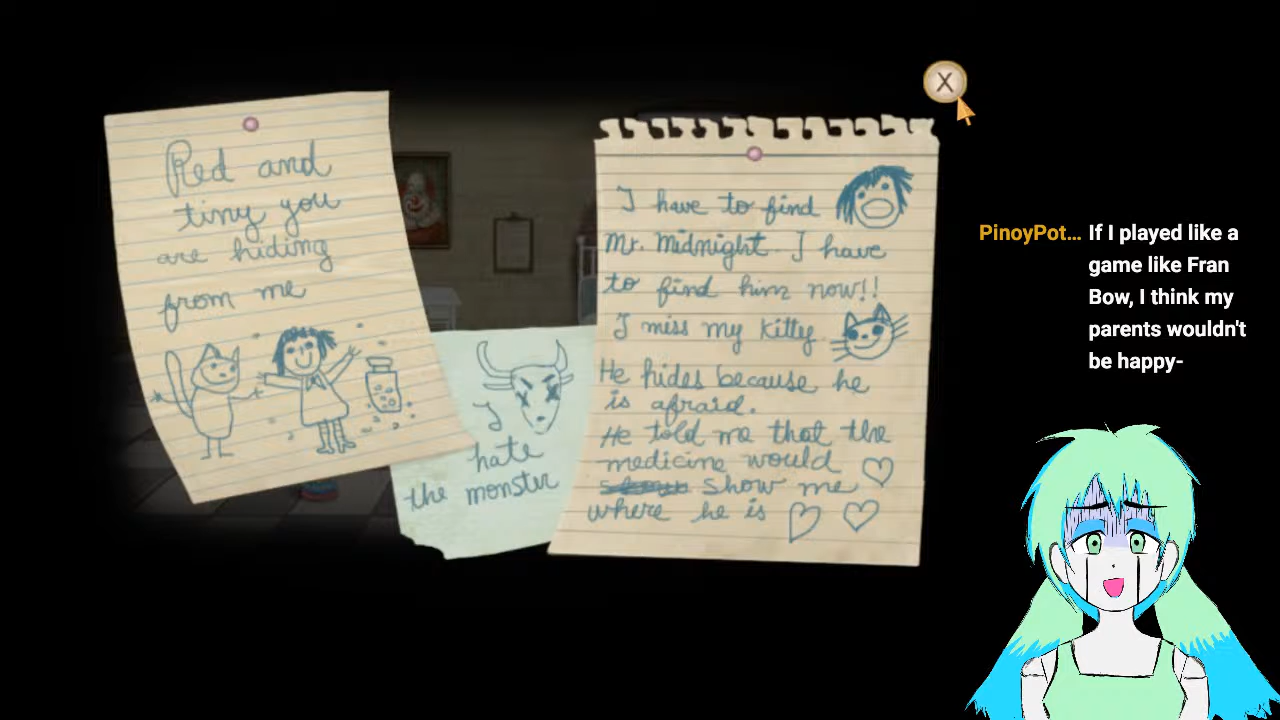 Red and
tiny you
are hiding
from me
I
hate
the monster
X
I have to find
Mr. Midnight. I have
to find him now!!
I miss my Kitty
He hides because he
is afraid.
He told me that the
medicine would
show me
where he is
PinoyPot... If I played like a
game like Fran
Bow, I think my
parents wouldn't
be happy-